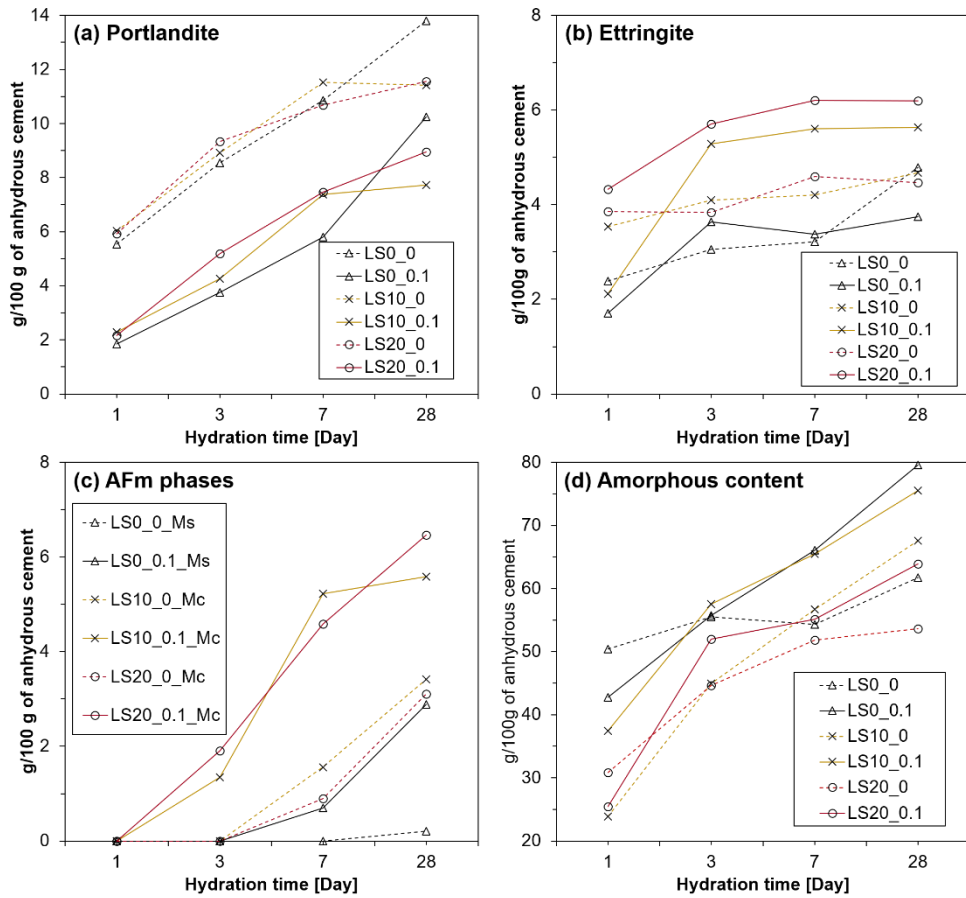 (a) Portlandite
g/100 g of anhydrous cement
14
12
10
8
6
4
2
0
LS0_0
LS0_0.1
LS10_0
LS10_0.1
LS20_0
LS20_0.1
1 3 7 28
Hydration time [Day]
(b) Ettringite
g/100g of anhydrous cement
8
6
4
2
0
LS0_0
LS0_0.1
LS10_0
LS10_0.1
LS20_0
LS20_0.1
1 3 7 28
Hydration time [Day]
(c) AFm phases
g/100 g of anhydrous cement
8
6
4
2
0
LS0_0_Ms
LS0_0.1_Ms
LS10_0_Mc
LS10_0.1_Mc
LS20_0_Mc
LS20_0.1_Mc
1 3 7 28
Hydration time [Day]
(d) Amorphous content
g/100g of anhydrous cement
80
70
60
50
40
30
20
LS0_0
LS0_0.1
LS10_0
LS10_0.1
LS20_0
LS20_0.1
1 3 7 28
Hydration time [Day]